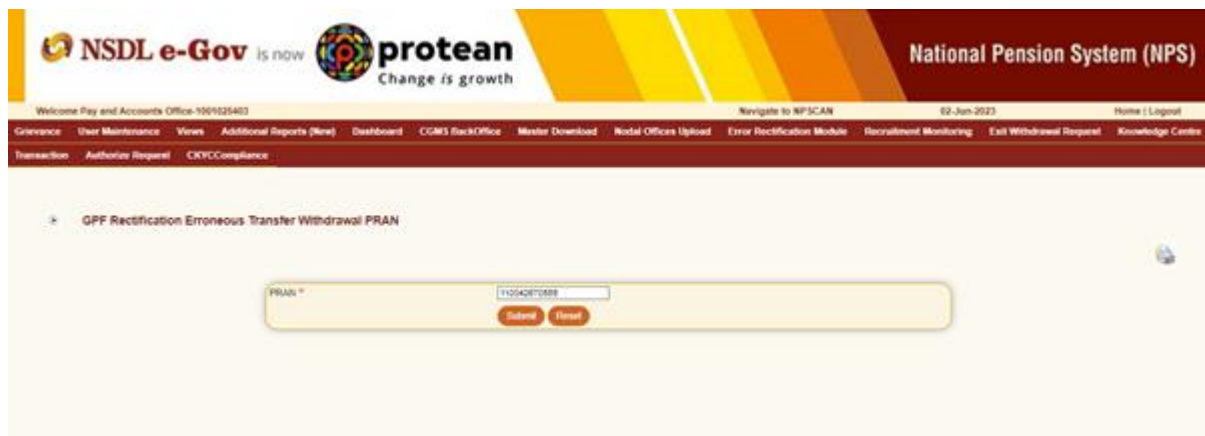 NSDL e-Gov is now protean
Change is growth
National Pension System (NPS)
Welcome Pay and Accounts Office-1001025403 Navigate to NPSCAN 02-Jun-2023 Home | Logout
Grievance User Maintenance Views Additional Reports (New) Dashboard CGMS BackOffice Master Download Nodal Offices Upload Error Rectification Module Recruitment Monitoring Exit Withdrawal Request Knowledge Centre
Transaction Authorize Request CKYCCompliance
GPF Rectification Erroneous Transfer Withdrawal PRAN
PRAN *
Submit Reset